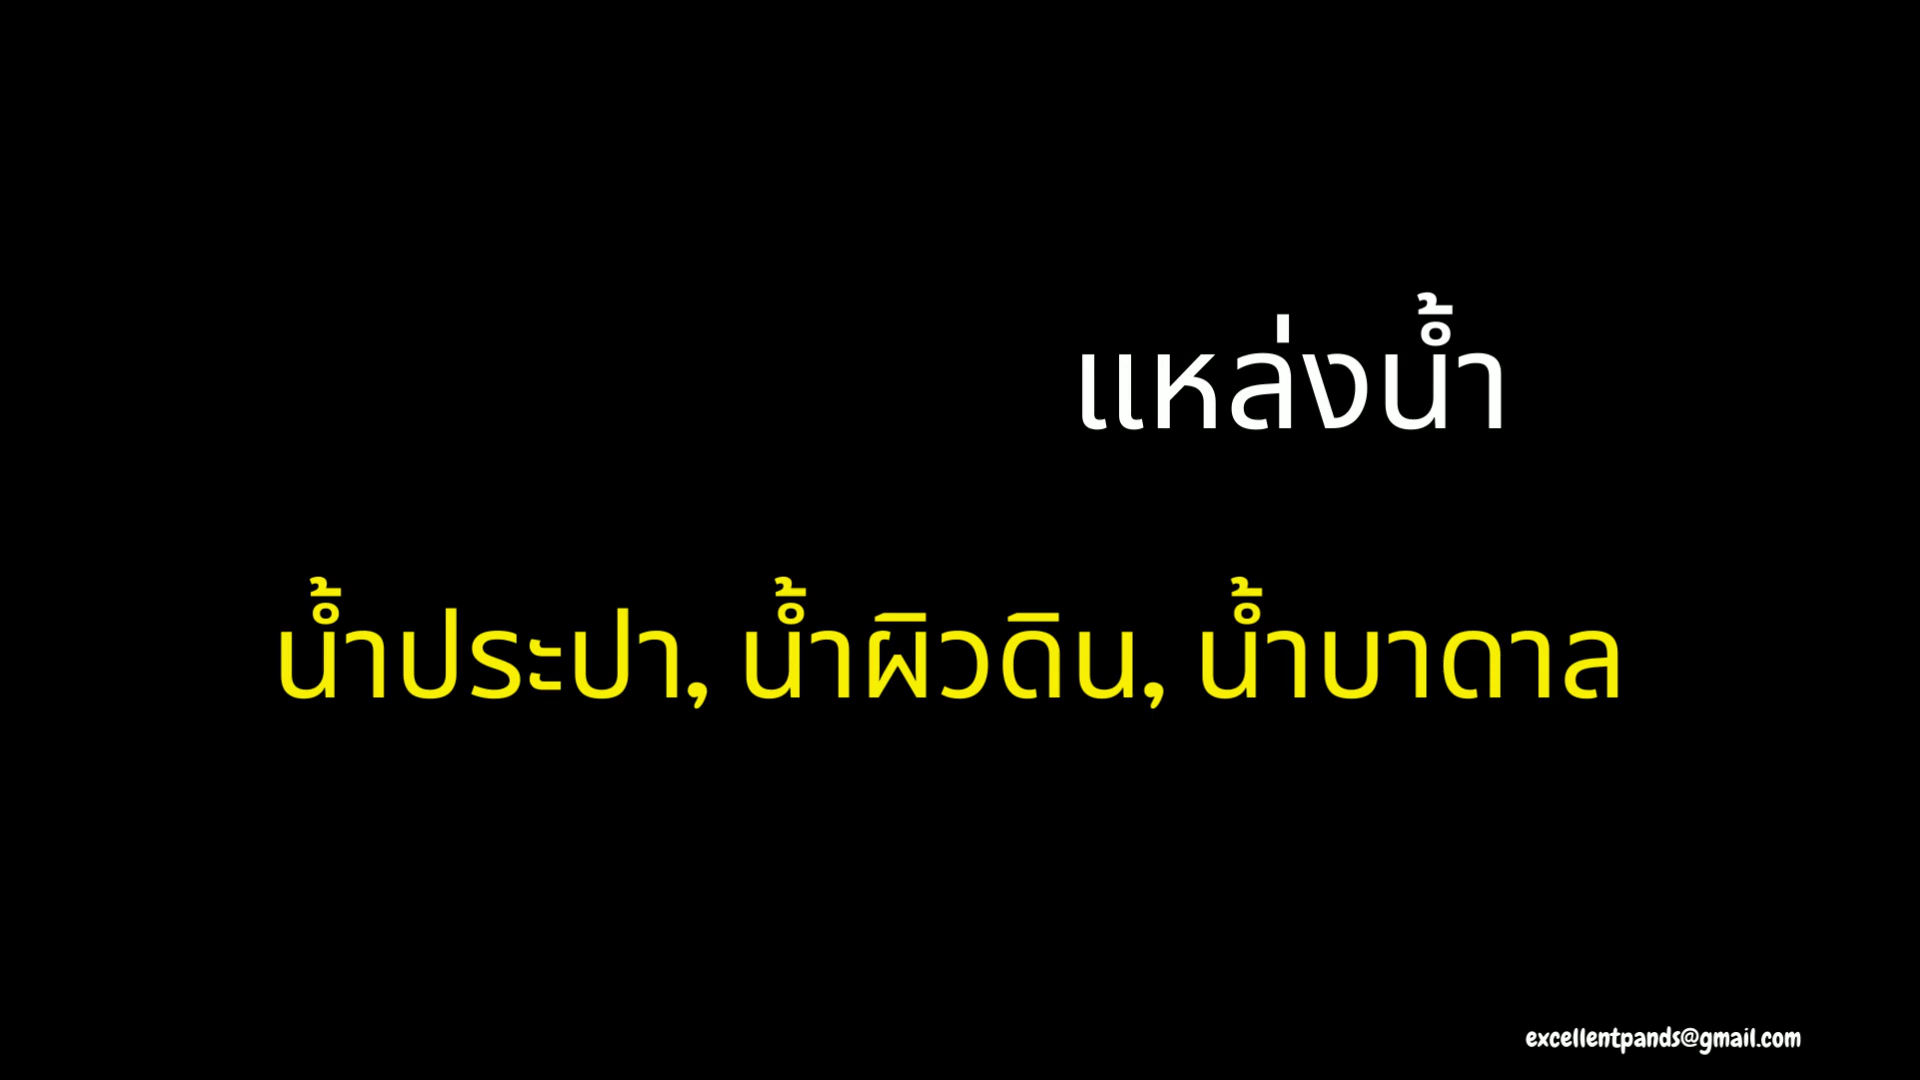 แหล่งน้ำ
น้ำประปา, น้ำผิวดิน, น้ำบาดาล
excellentpands@gmail.com